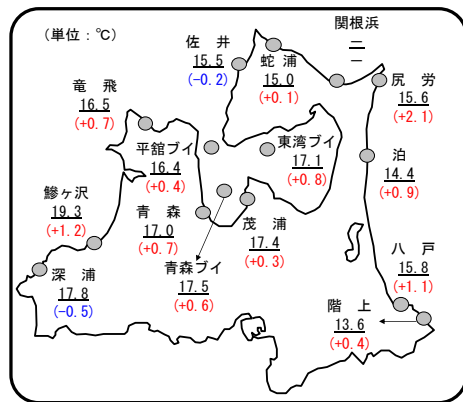 (単位：℃)
関根浜
二
一
佐　井
15.5
(−0.2)
蛇　浦
15.0
(+0.1)
尻　労
15.6
(+2.1)
竜　飛
16.5
(+0.7)
平舘ブイ
16.4
(+0.4)
東湾ブイ
17.1
(+0.8)
泊
14.4
(+0.9)
鰺ヶ沢
19.3
(+1.2)
青　森
17.0
(+0.7)
茂　浦
17.4
(+0.3)
青森ブイ
17.5
(+0.6)
深　浦
17.8
(−0.5)
八　戸
15.8
(+1.1)
階　上
13.6
(+0.4)